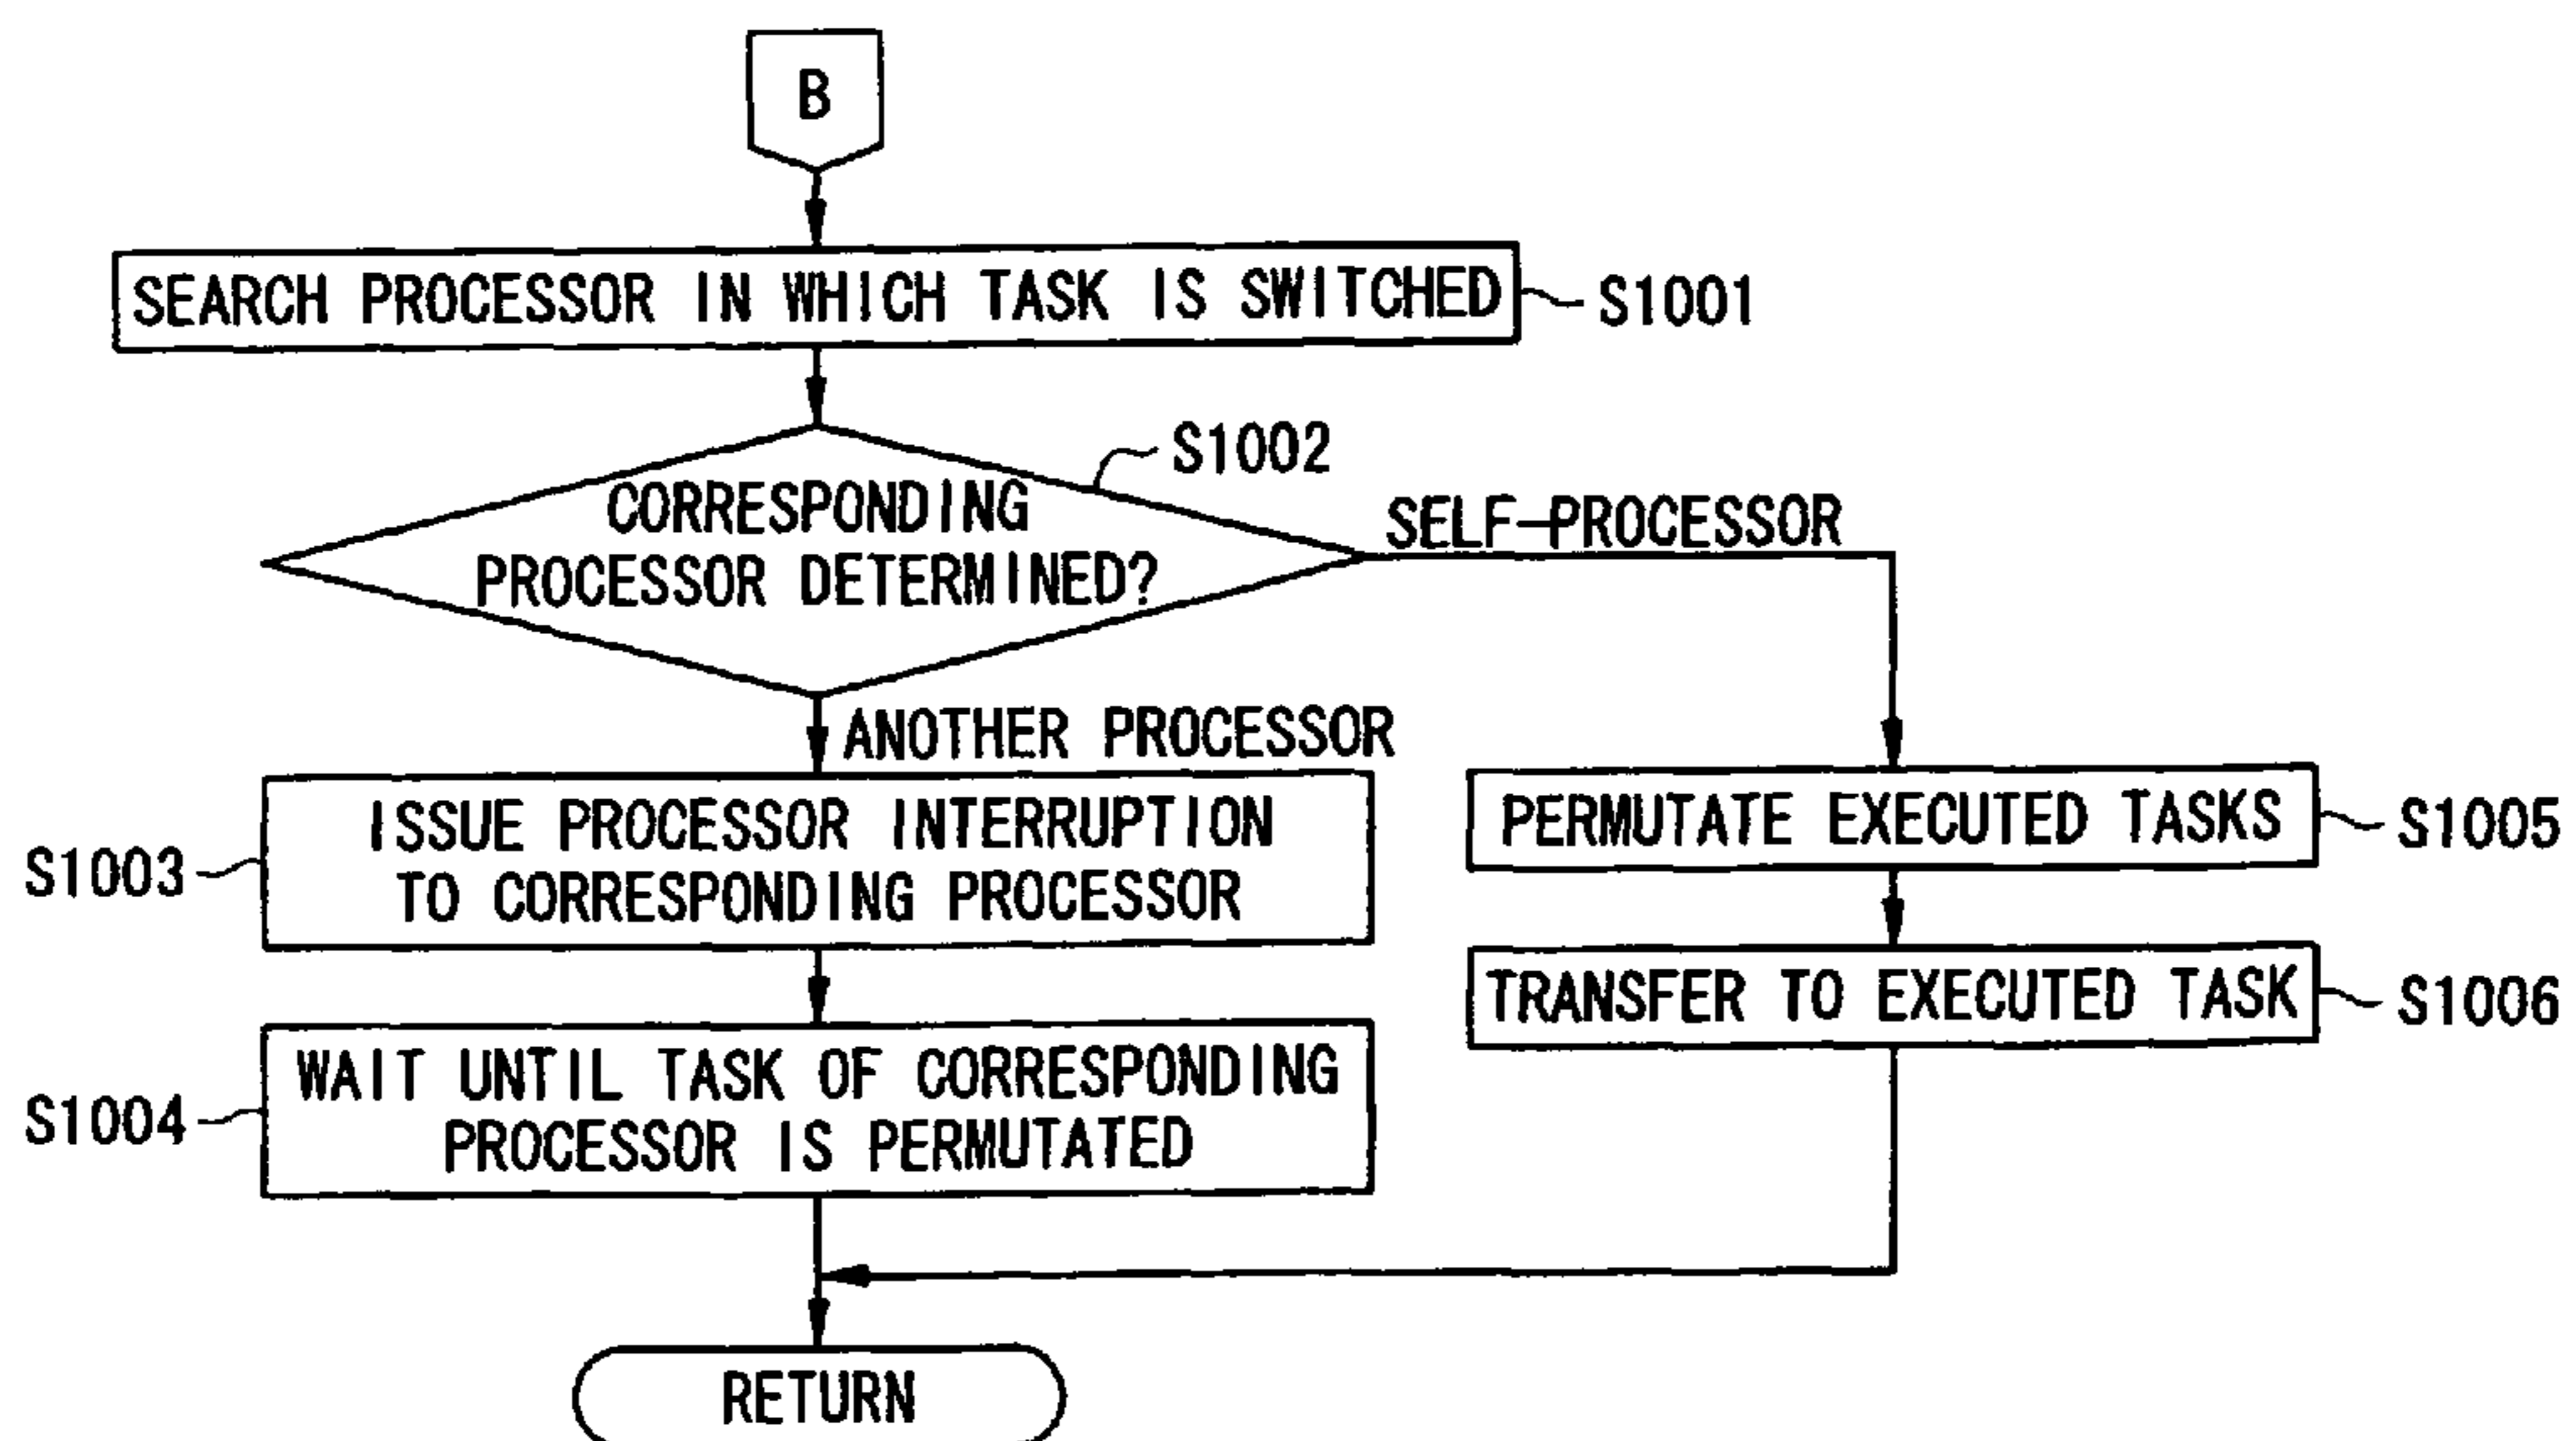 B
SEARCH PROCESSOR IN WHICH TASK IS SWITCHED
S1001
S1002
CORRESPONDING
PROCESSOR DETERMINED?
SELF-PROCESSOR
ANOTHER PROCESSOR
S1003
ISSUE PROCESSOR INTERRUPTION
TO CORRESPONDING PROCESSOR
PERMUTATE EXECUTED TASKS
S1005
TRANSFER TO EXECUTED TASK
S1006
S1004
WAIT UNTIL TASK OF CORRESPONDING
PROCESSOR IS PERMUTATED
RETURN